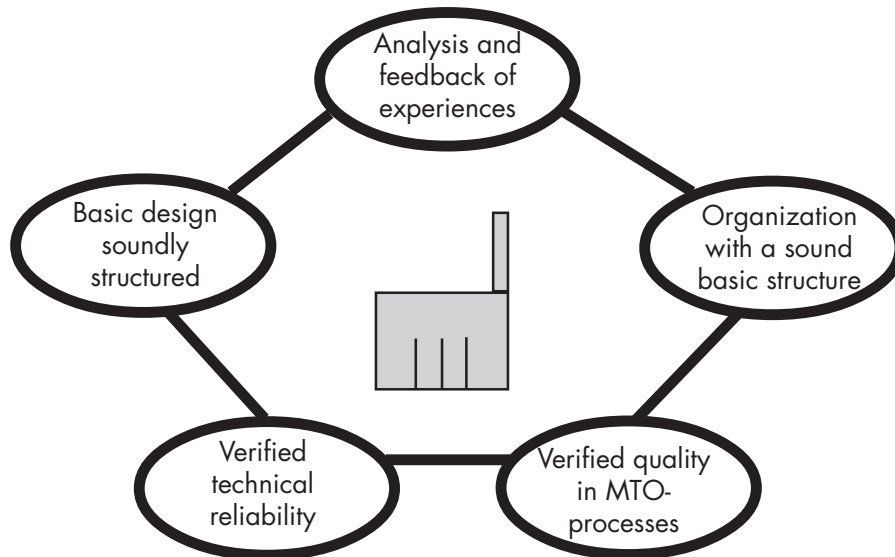 Analysis and
feedback of
experiences
Basic design
soundly
structured
Organization
with a sound
basic structure
Verified
technical
reliability
Verified quality
in MTO-
processes